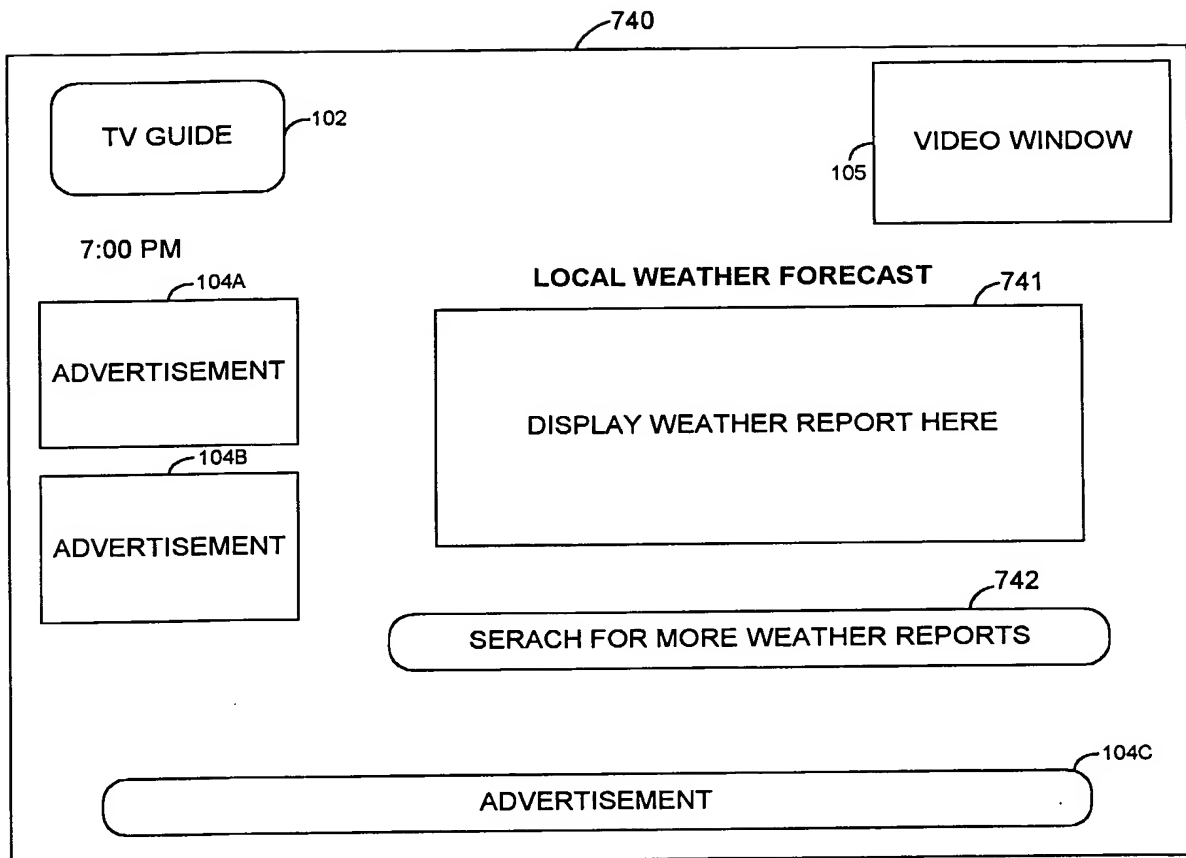 740
TV GUIDE
102
VIDEO WINDOW
105
7:00 PM
LOCAL WEATHER FORECAST
104A
741
ADVERTISEMENT
DISPLAY WEATHER REPORT HERE
104B
ADVERTISEMENT
742
SERACH FOR MORE WEATHER REPORTS
104C
ADVERTISEMENT